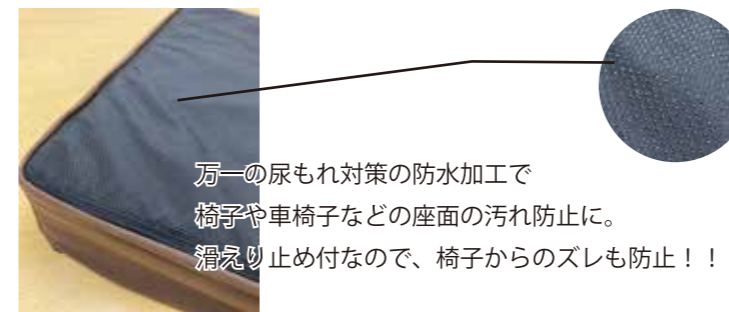 万一の尿もれ対策の防水加工で
椅子や車椅子などの座面の汚れ防止に。
滑えり止め付なので、椅子からのズレも防止！！